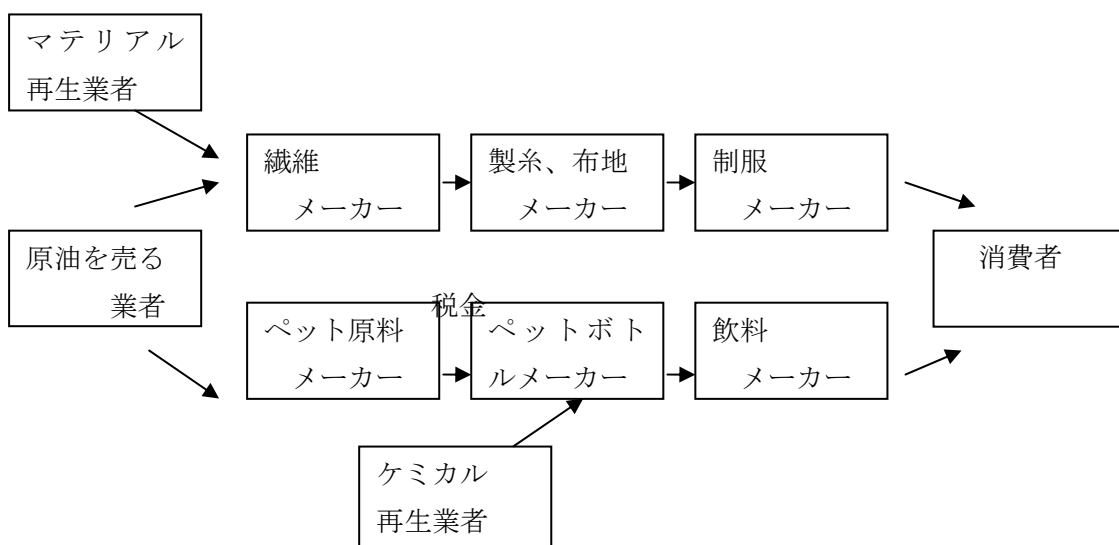 マテリアル
再生業者
繊維
メーカー
製糸、布地
メーカー
制服
メーカー
原油を売る
業者
消費者
税金
ペット原料
メーカー
ペットボト
ルメーカー
飲料
メーカー
ケミカル
再生業者